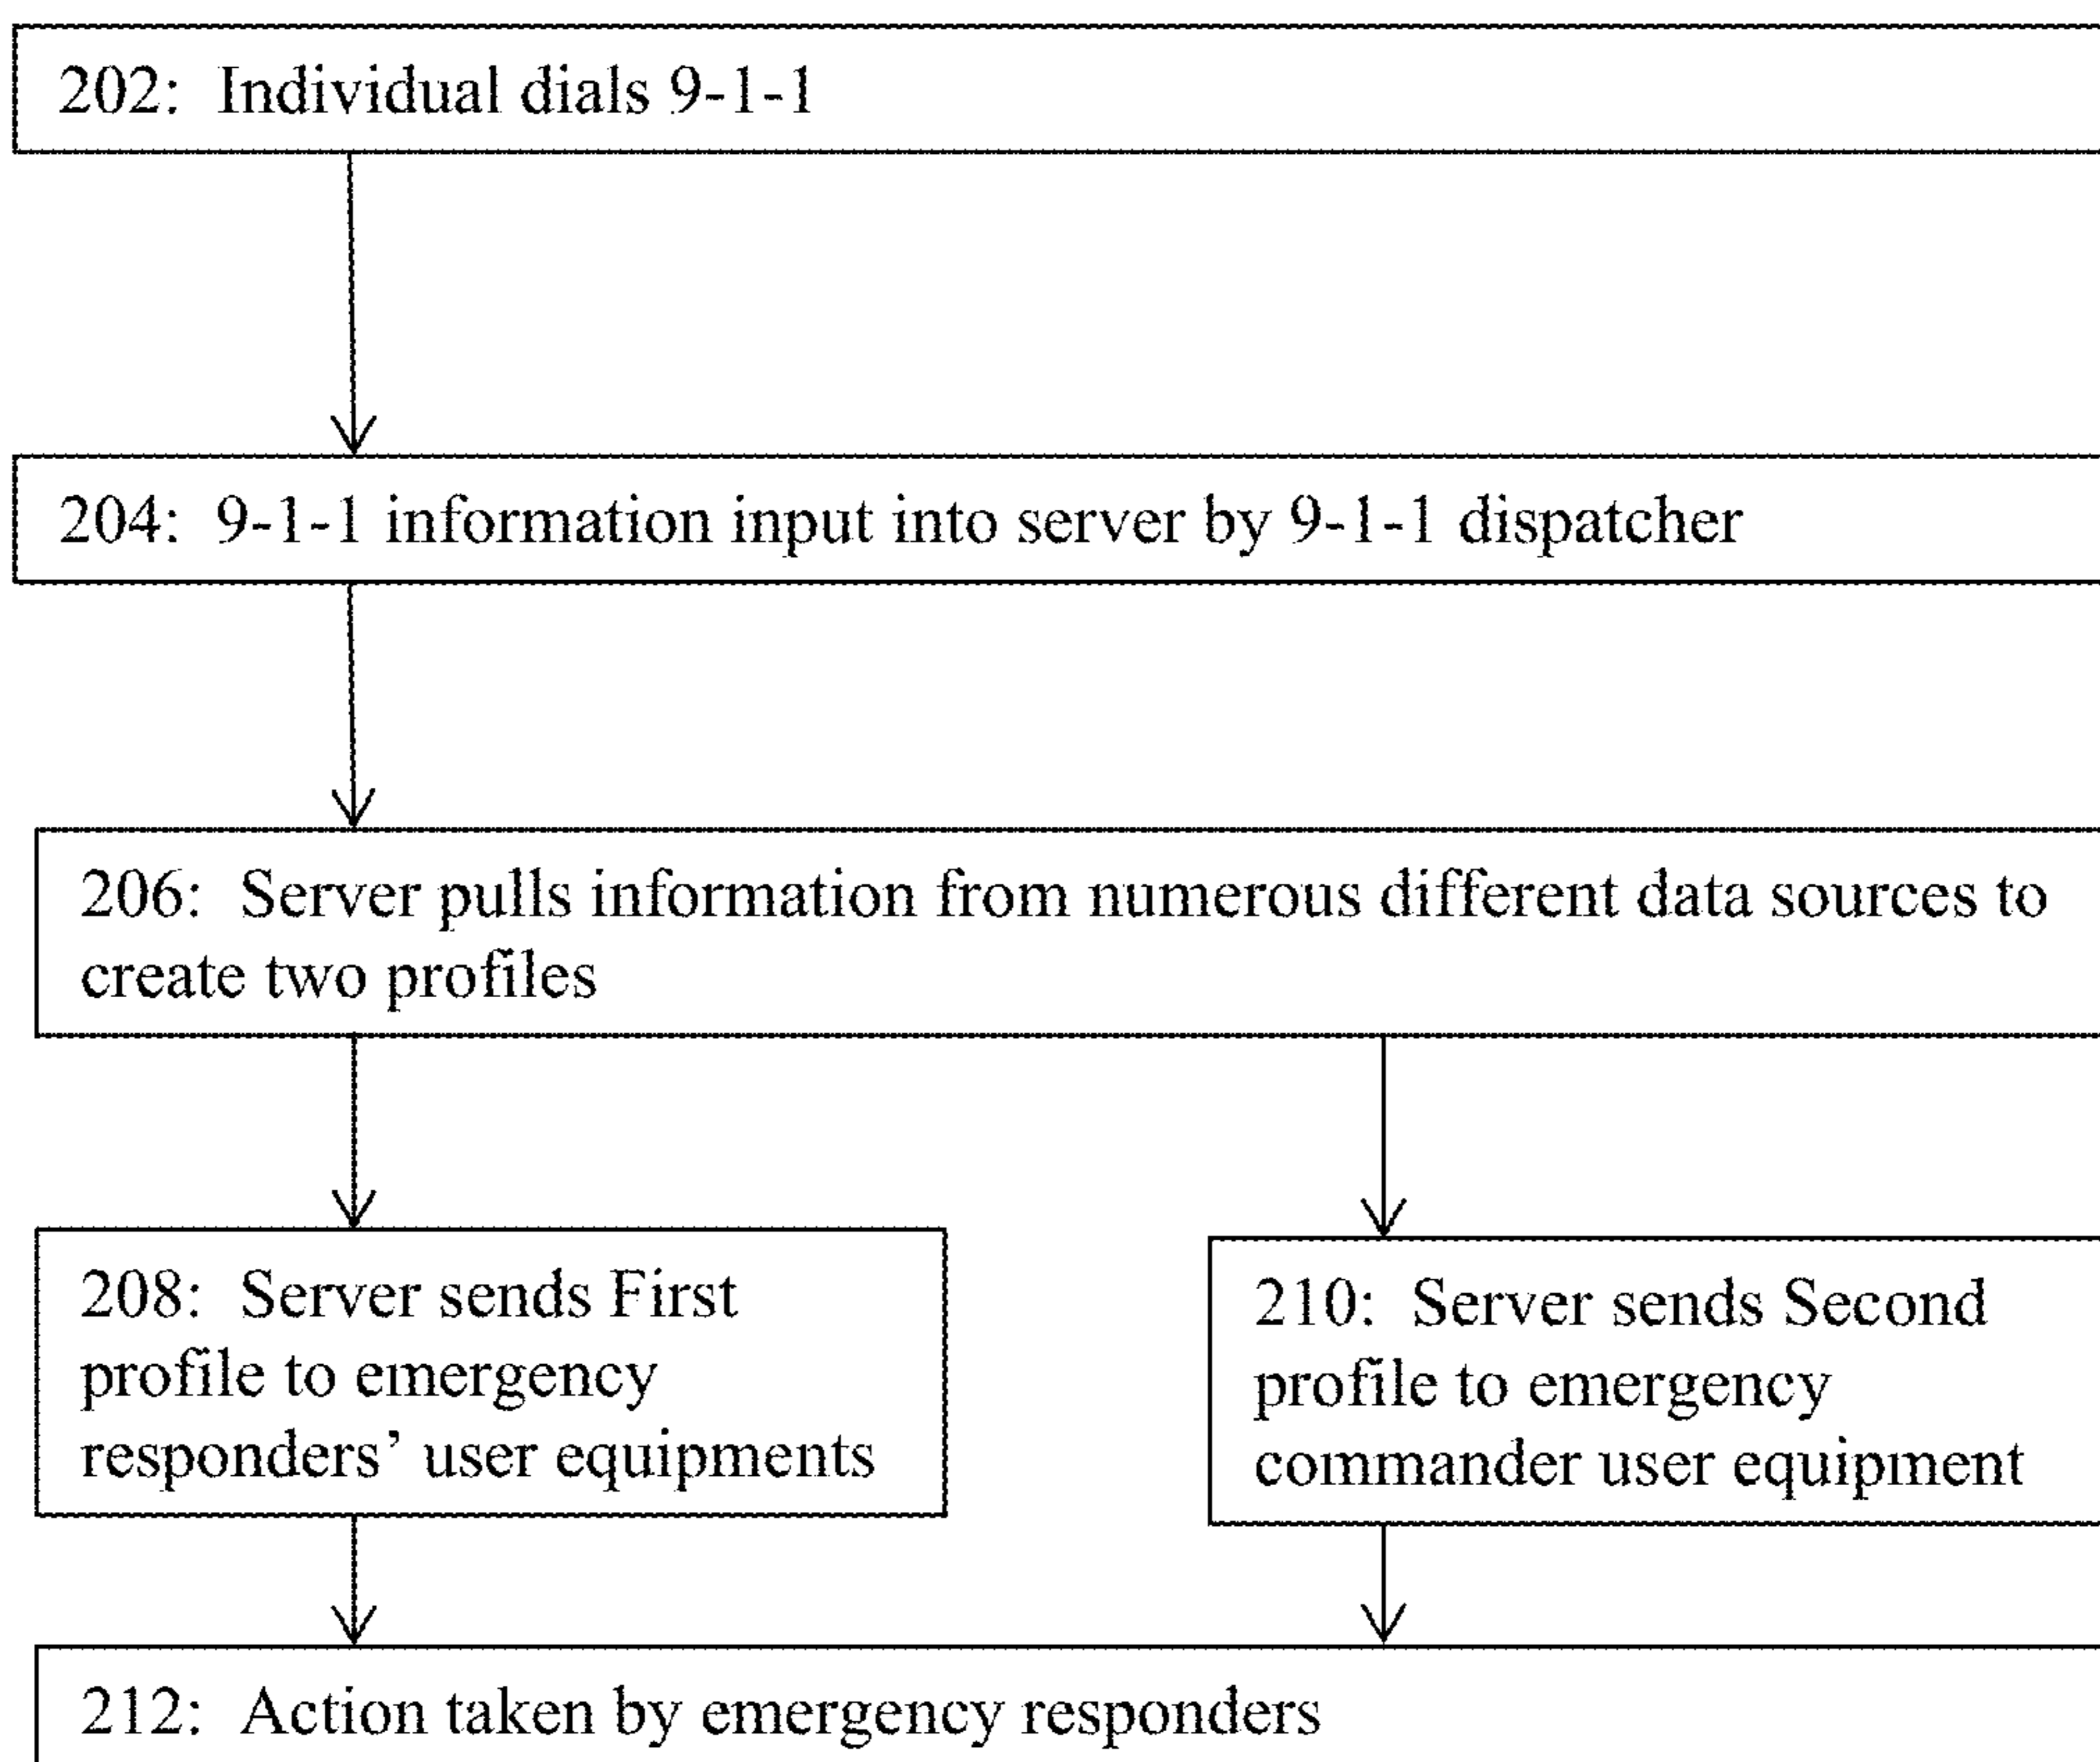 202: Individual dials 9-1-1
204: 9-1-1 information input into server by 9-1-1 dispatcher
206: Server pulls information from numerous different data sources to
create two profiles
208: Server sends First
profile to emergency
responders’ user equipments
210: Server sends Second
profile to emergency
commander user equipment
212: Action taken by emergency responders